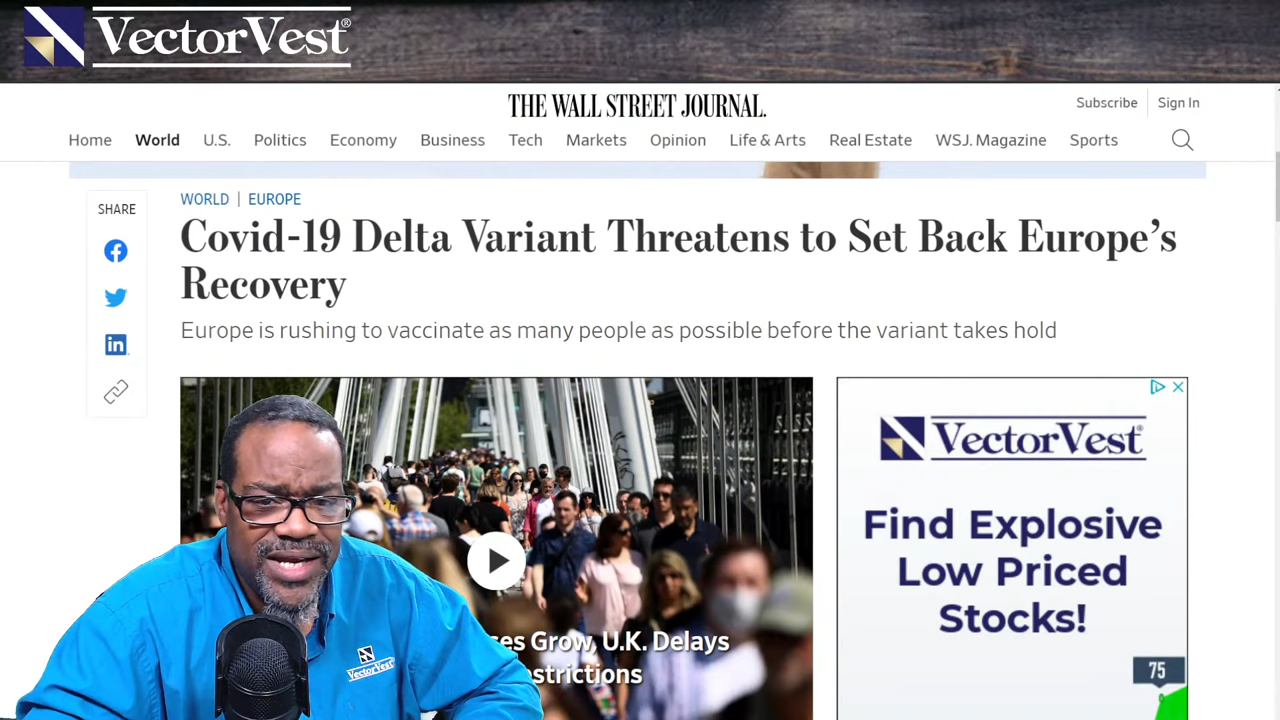 VectorVest®
THE WALL STREET JOURNAL.
Subscribe
Sign In
Home World U.S. Politics Economy Business Tech Markets Opinion Life & Arts Real Estate WSJ. Magazine Sports
SHARE
WORLD | EUROPE
Covid-19 Delta Variant Threatens to Set Back Europe's
Recovery
Europe is rushing to vaccinate as many people as possible before the variant takes hold
Grow, U.K. Delays
VectorVest
VectorVest®
Find Explosive
Low Priced
Stocks!
75